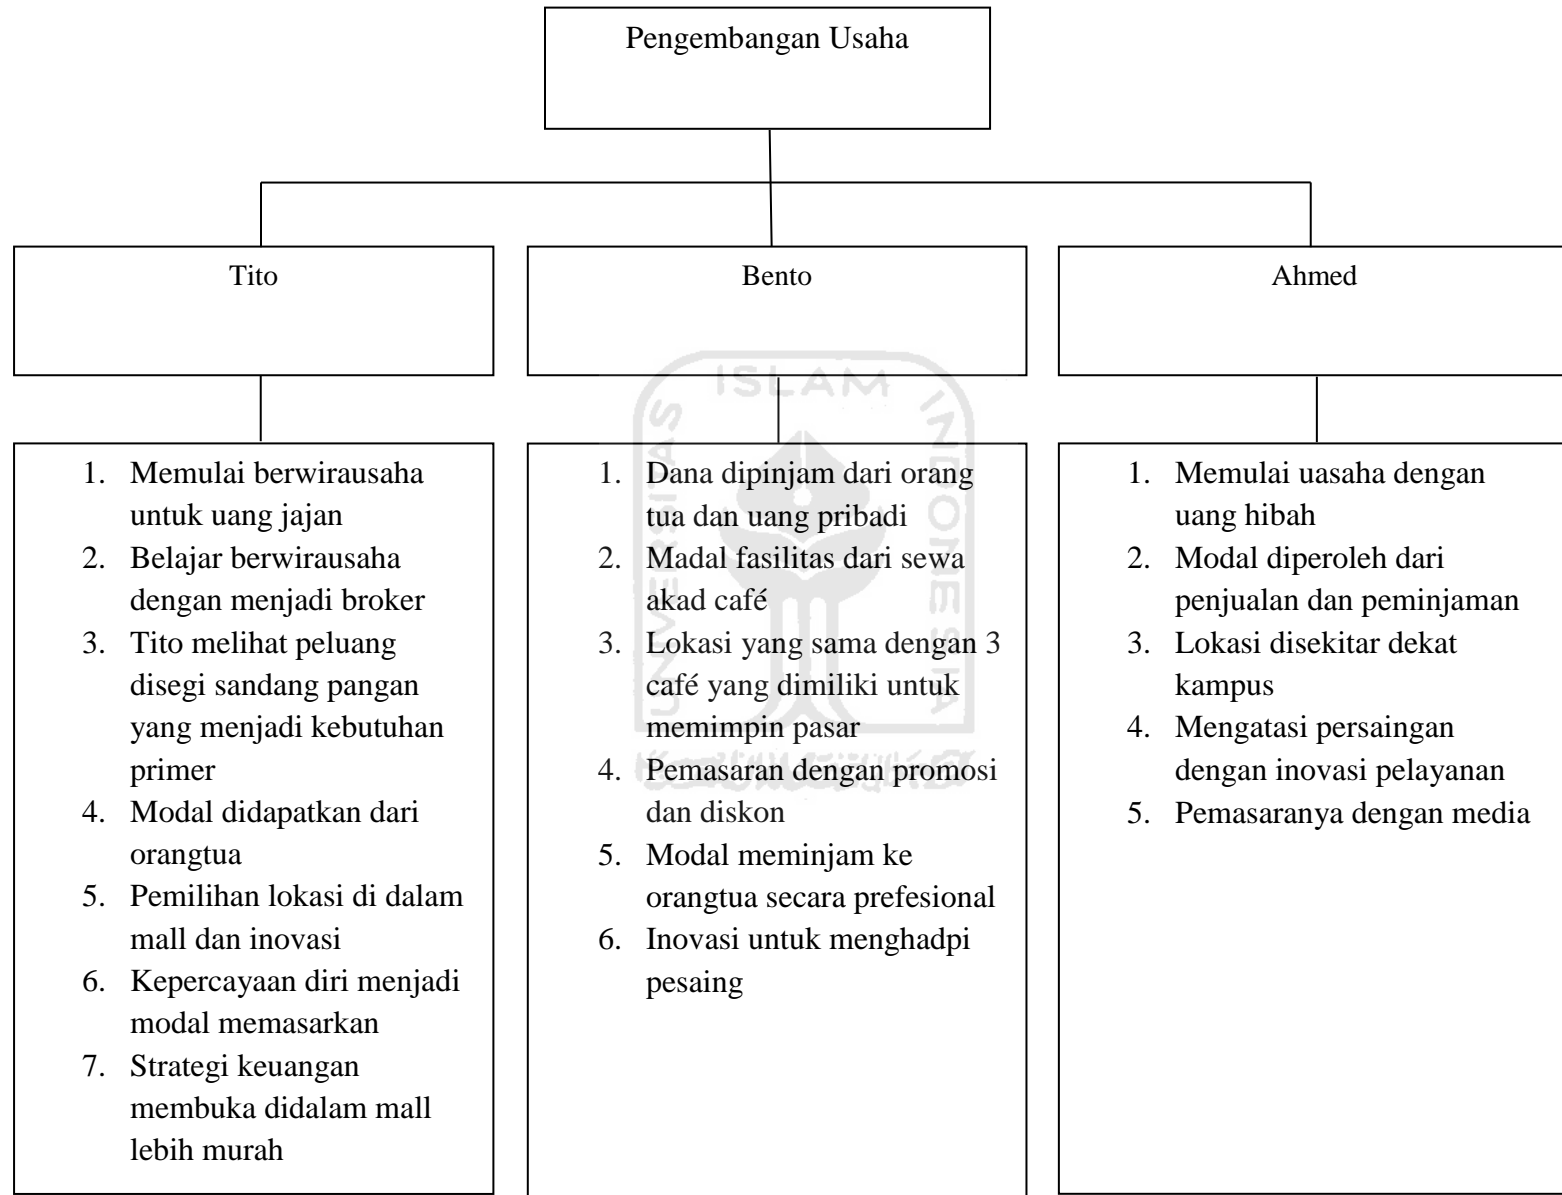 Pengembangan Usaha
Tito
Bento
Ahmed
1. Memulai berwirausaha
untuk uang jajan
2. Belajar berwirausaha
dengan menjadi broker
3. Tito melihat peluang
disegi sandang pangan
yang menjadi kebutuhan
primer
4. Modal didapatkan dari
orangtua
5. Pemilihan lokasi di dalam
mall dan inovasi
6. Kepercayaan diri menjadi
modal memasarkan
7. Strategi keuangan
membuka didalam mall
lebih murah
1. Dana dipinjam dari orang
tua dan uang pribadi
2. Madal fasilitas dari sewa
akad café
3. Lokasi yang sama dengan 3
café yang dimiliki untuk
memimpin pasar
4. Pemasaran dengan promosi
dan diskon
5. Modal meminjam ke
orangtua secara prefesional
6. Inovasi untuk menghadpi
pesaing
1. Memulai uasaha dengan
uang hibah
2. Modal diperoleh dari
penjualan dan peminjaman
3. Lokasi disekitar dekat
kampus
4. Mengatasi persaingan
dengan inovasi pelayanan
5. Pemasaranya dengan media
UNIVERSITAS
ISLAM
INDONESIA